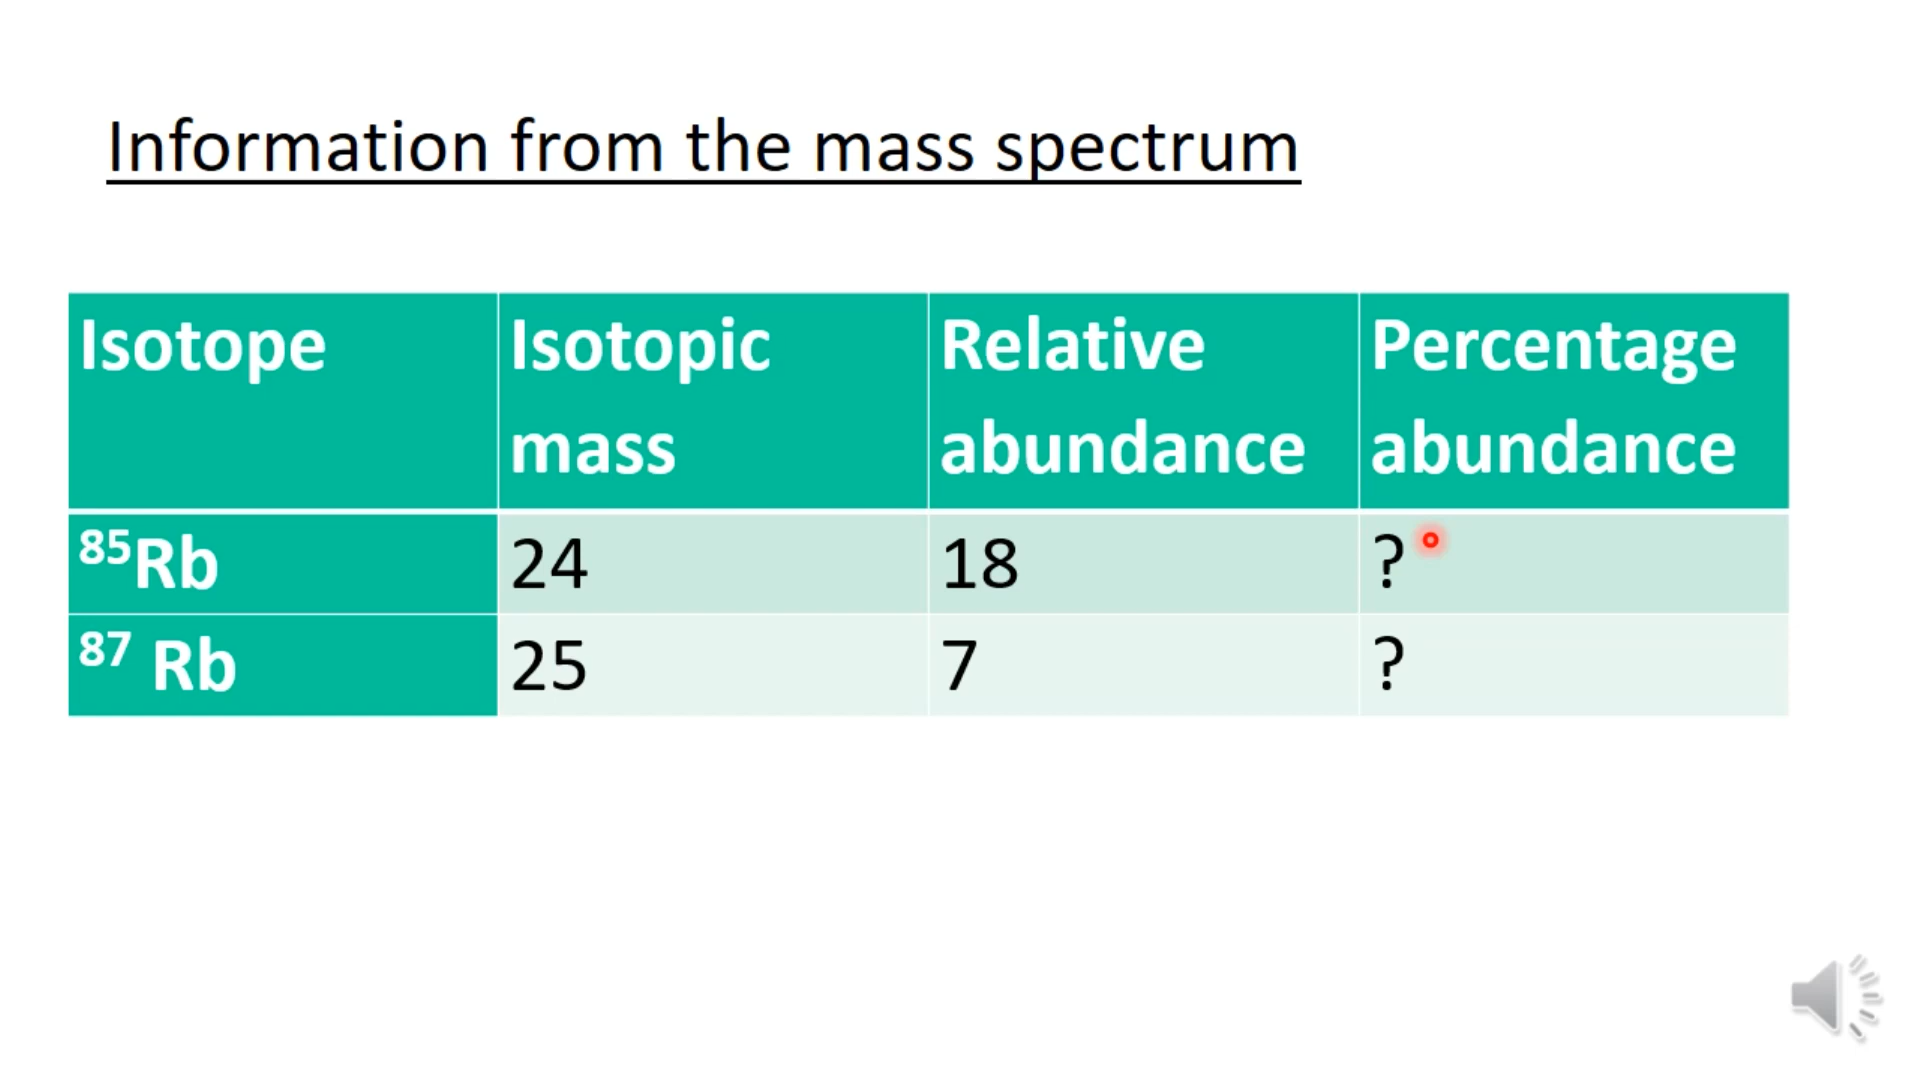 Information from the mass spectrum
Isotope Isotopic mass Relative abundance Percentage abundance
⁸⁵Rb 24 18 ?
⁸⁷ Rb 25 7 ?